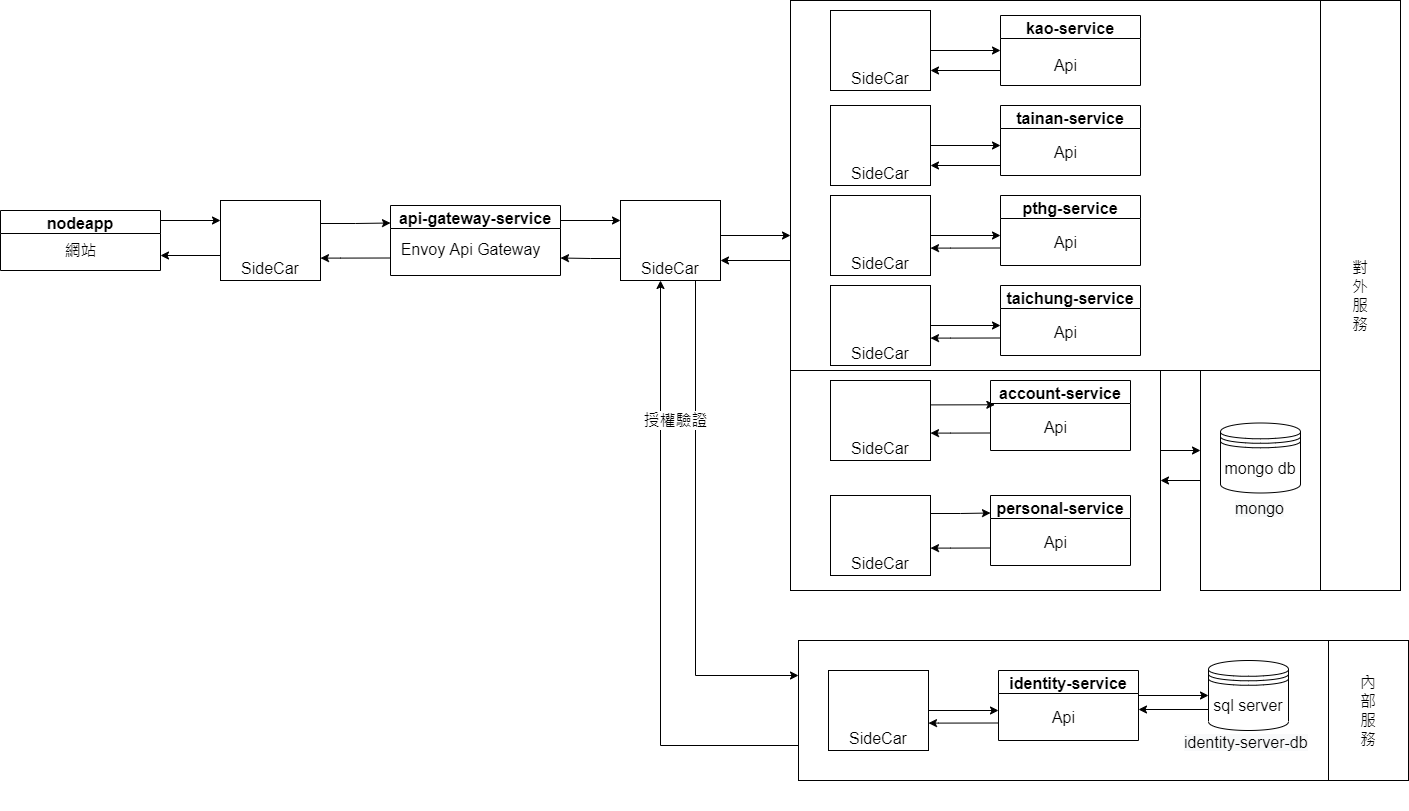 nodeapp
網站
SideCar
api-gateway-service
Envoy Api Gateway
SideCar
授權驗證
SideCar
kao-service
Api
SideCar
tainan-service
Api
SideCar
pthg-service
Api
SideCar
taichung-service
Api
SideCar
account-service
Api
SideCar
personal-service
Api
mongo db
mongo
對外服務
SideCar
identity-service
Api
sql server
identity-server-db
內部服務